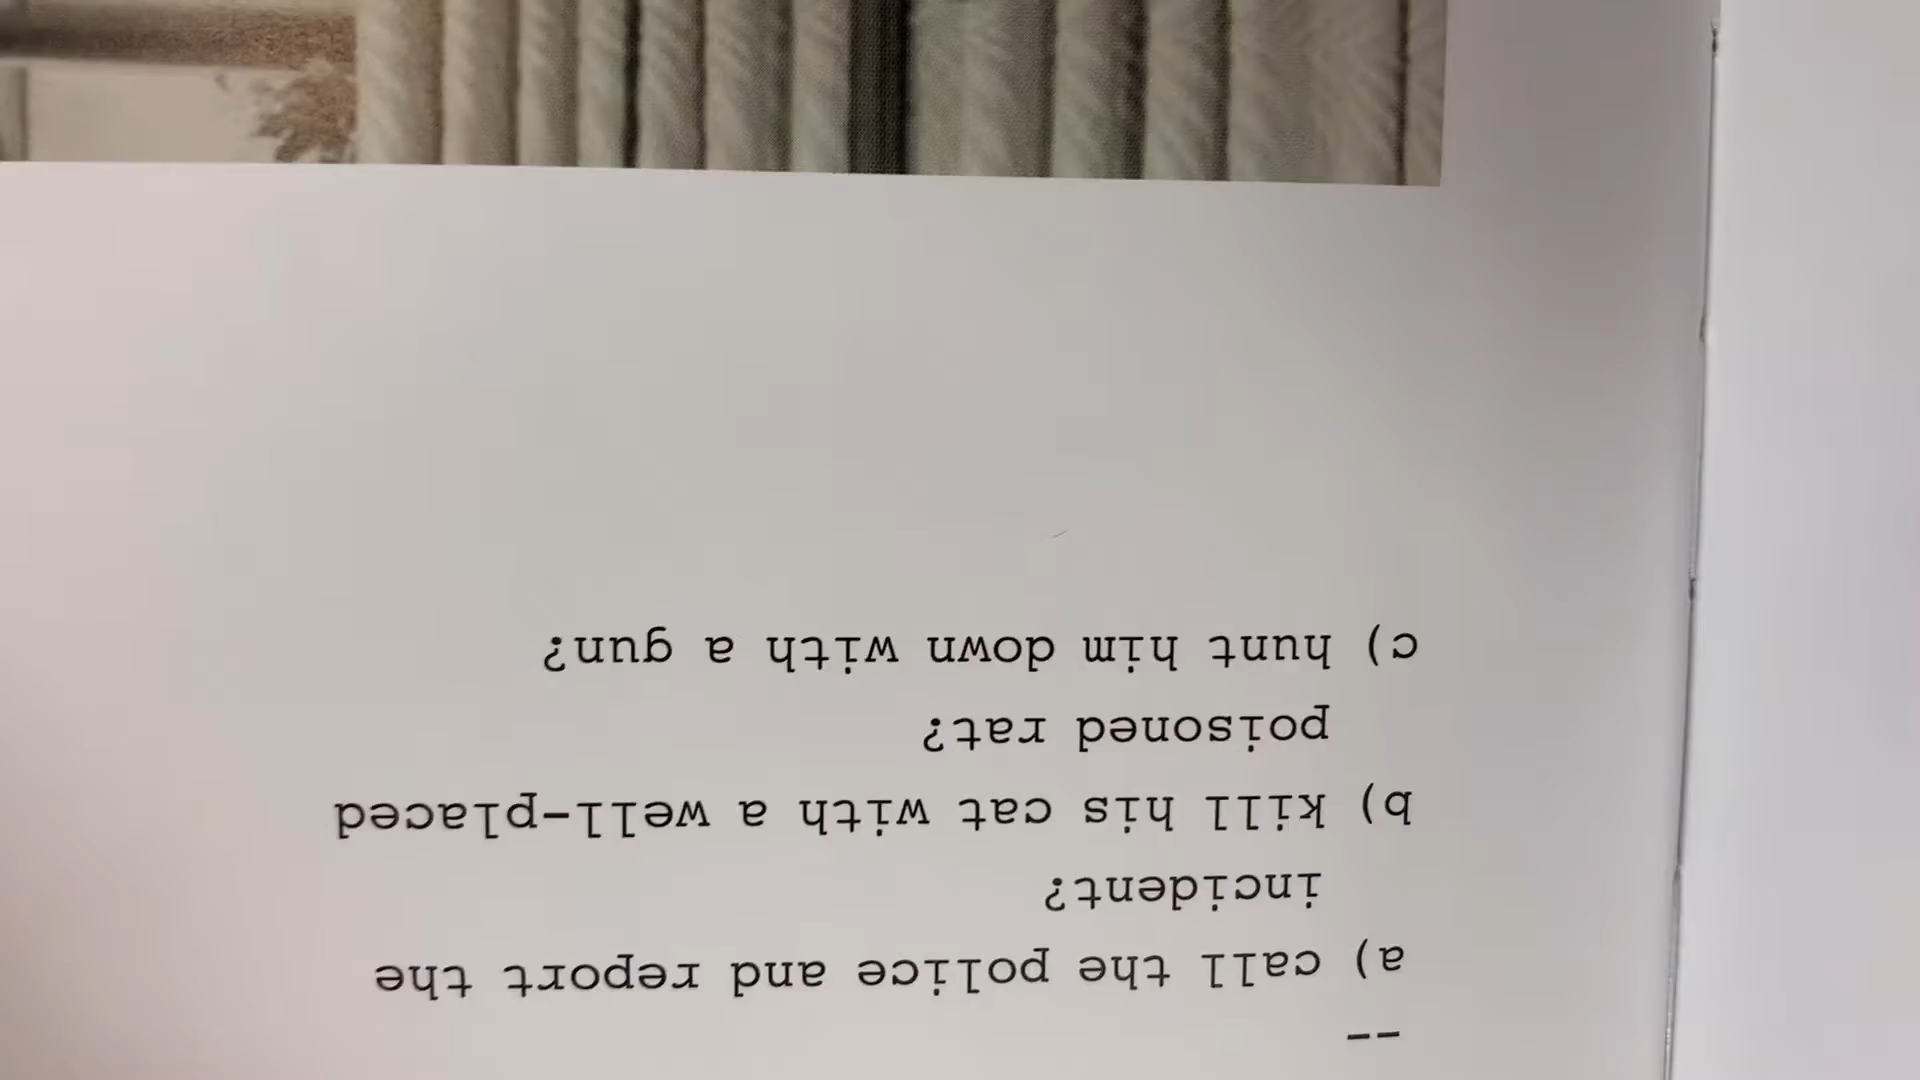 --
a) call the police and report the
incident?
b) kill his cat with a well-placed
poisoned rat?
c) hunt him down with a gun?